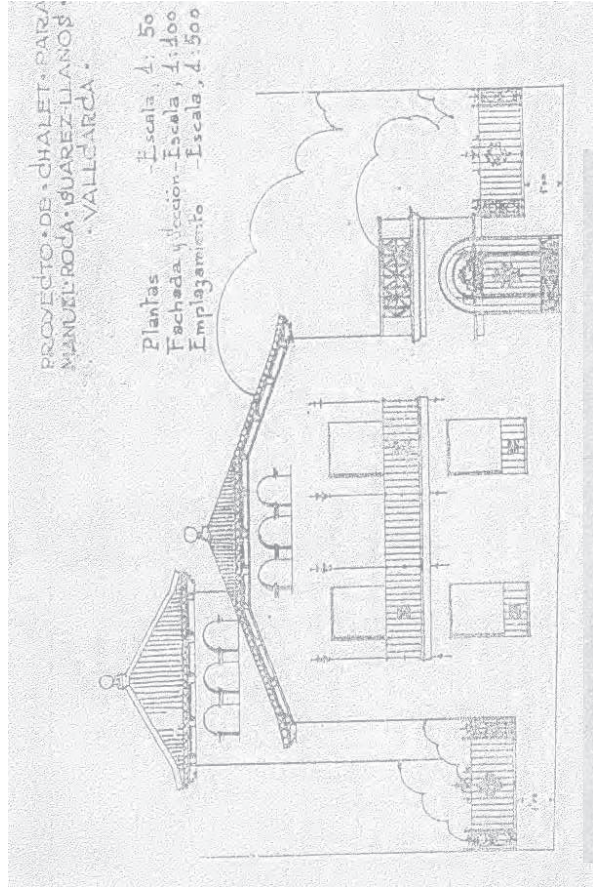 PROYECTO·DE·CHALET·PARA
MANUEL·ROCA·SUAREZ-LLANOS·
·VALLCARCA·
Plantas - Escala, 1: 50
Fachada y sección - Escala, 1:100
Emplazamiento - Escala, 1:500